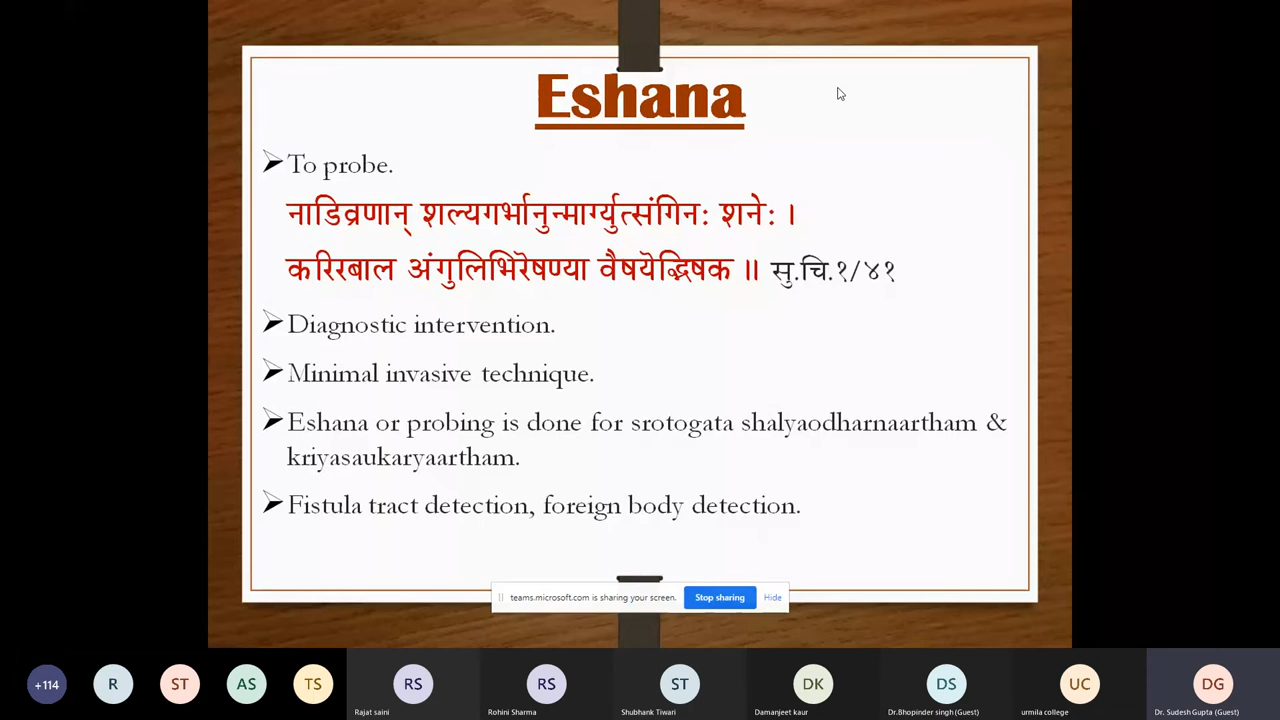 Eshana
To probe.
नाडिव्रणान् शल्यगर्भानुन्मार्ग्युत्संगिनः शनेः ।
करिरबाल अंगुलिभिरेषण्या वैषयेद्भिषक ॥ सु.चि.१/४१
Diagnostic intervention.
Minimal invasive technique.
Eshana or probing is done for srotogata shalyaodharnaartham &
kriyasaukaryaartham.
Fistula tract detection, foreign body detection.
teams.microsoft.com is sharing your screen. Stop sharing Hide
+114 R ST AS TS RS RS ST DK DS UC DG
Rajat saini Rohini Sharma Shubhank Tiwari Damanjeet kaur Dr.Bhopinder singh (Guest) urmila college Dr. Sudesh Gupta (Guest)